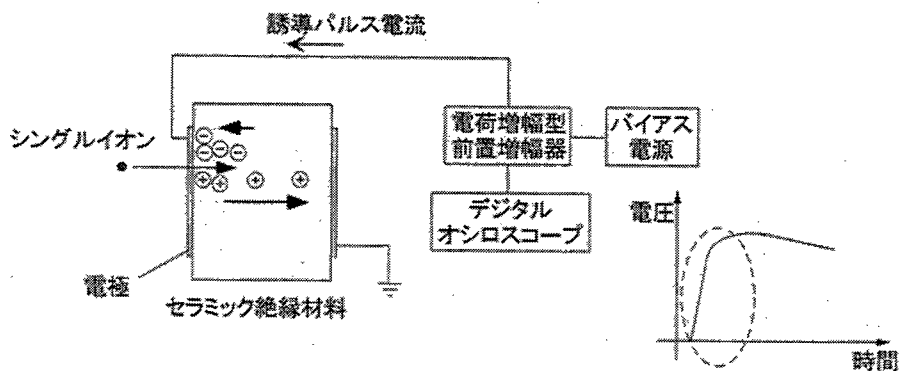 誘導パルス電流
シングルイオン
電荷増幅型
前置増幅器
バイアス
電源
デジタル
オシロスコープ
電極
セラミック絶縁材料
電圧
時間